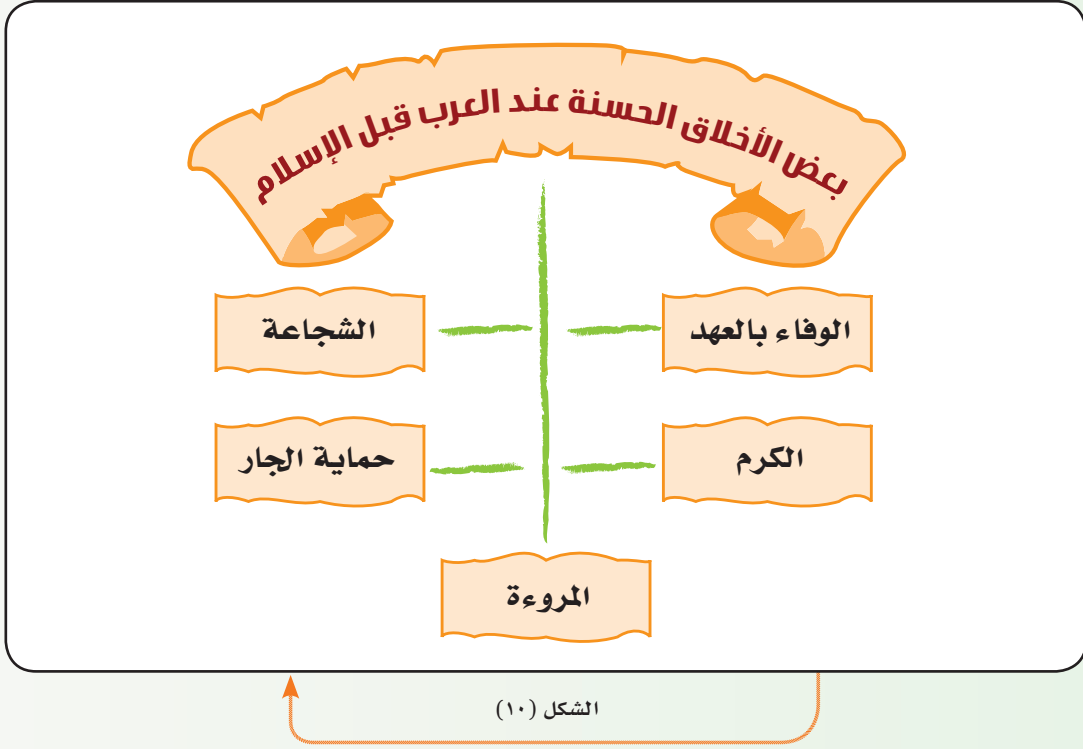 بعض الأخلاق الحسنة عند العرب قبل الإسلام
الوفاء بالعهد
الشجاعة
الكرم
حماية الجار
المروءة
الشكل (١٠)